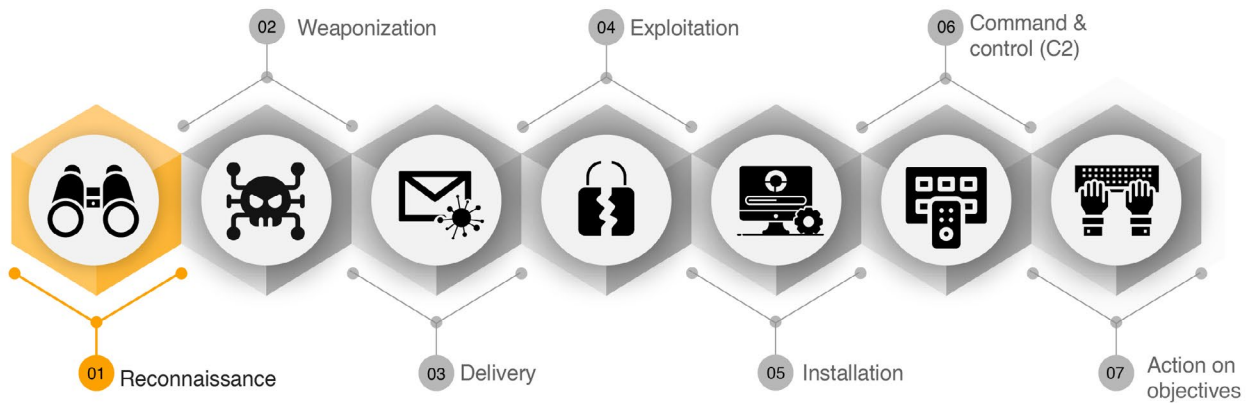 01 Reconnaissance
02 Weaponization
03 Delivery
04 Exploitation
05 Installation
06 Command &
control (C2)
07 Action on
objectives